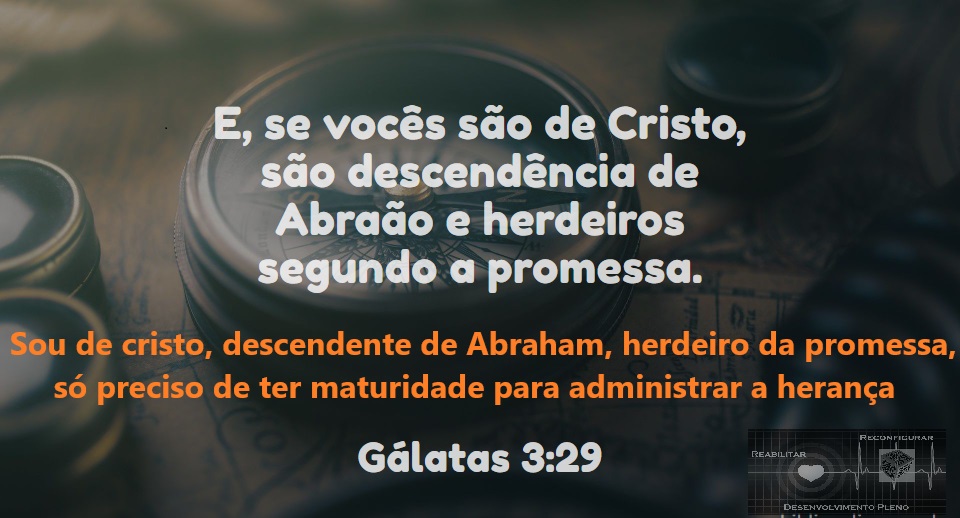 E, se vocês são de Cristo,
são descendência de
Abraão e herdeiros
segundo a promessa.
Sou de cristo, descendente de Abraham, herdeiro da promessa,
só preciso de ter maturidade para administrar a herança
Gálatas 3:29
Reconfigurar
Reabilitar
Desenvolvimento Pleno